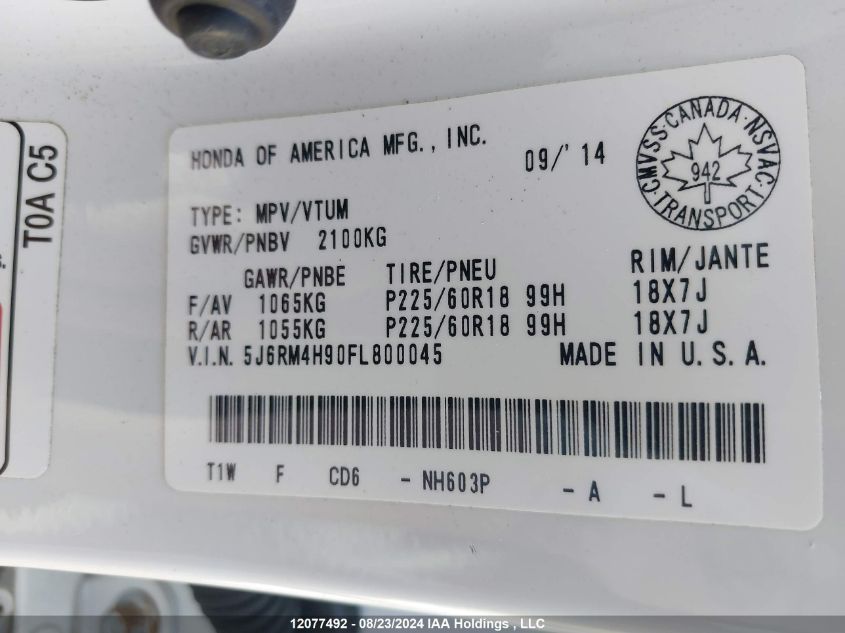 HONDA OF AMERICA MFG., INC.
09/'14
CMVSS·CANADA·NSVAC
942
TRANSPORT
TYPE: MPV/VTUM
GVWR/PNBV 2100KG
GAWR/PNBE TIRE/PNEU RIM/JANTE
F/AV 1065KG P225/60R18 99H 18X7J
R/AR 1055KG P225/60R18 99H 18X7J
V.I.N. 5J6RM4H90FL800045 MADE IN U.S.A.
T1W F CD6 - NH603P - A - L
T0A C5
12077492 - 08/23/2024 IAA Holdings , LLC